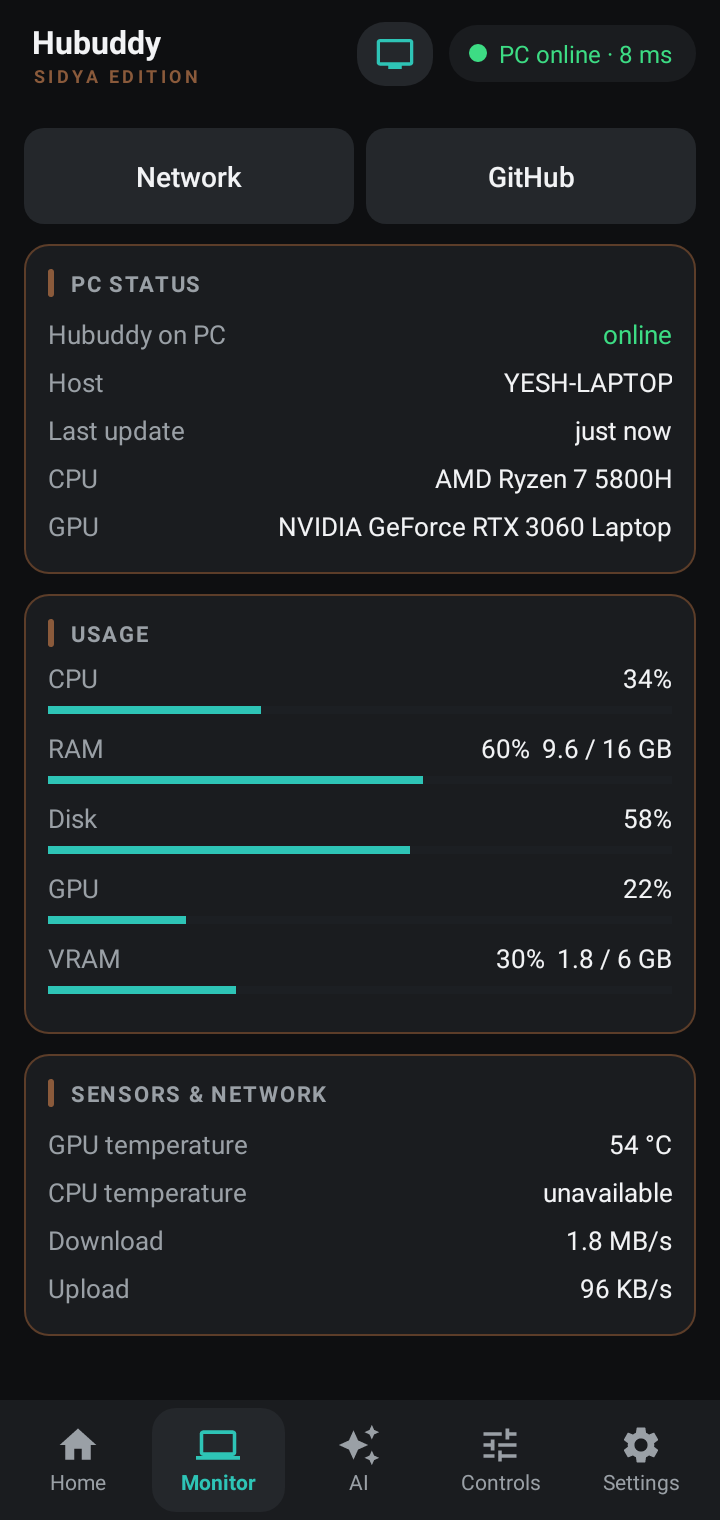 Hubuddy
SIDYA EDITION
PC online · 8 ms
Network
GitHub
PC STATUS
Hubuddy on PC online
Host YESH-LAPTOP
Last update just now
CPU AMD Ryzen 7 5800H
GPU NVIDIA GeForce RTX 3060 Laptop
USAGE
CPU 34%
RAM 60% 9.6 / 16 GB
Disk 58%
GPU 22%
VRAM 30% 1.8 / 6 GB
SENSORS & NETWORK
GPU temperature 54 °C
CPU temperature unavailable
Download 1.8 MB/s
Upload 96 KB/s
Home
Monitor
AI
Controls
Settings